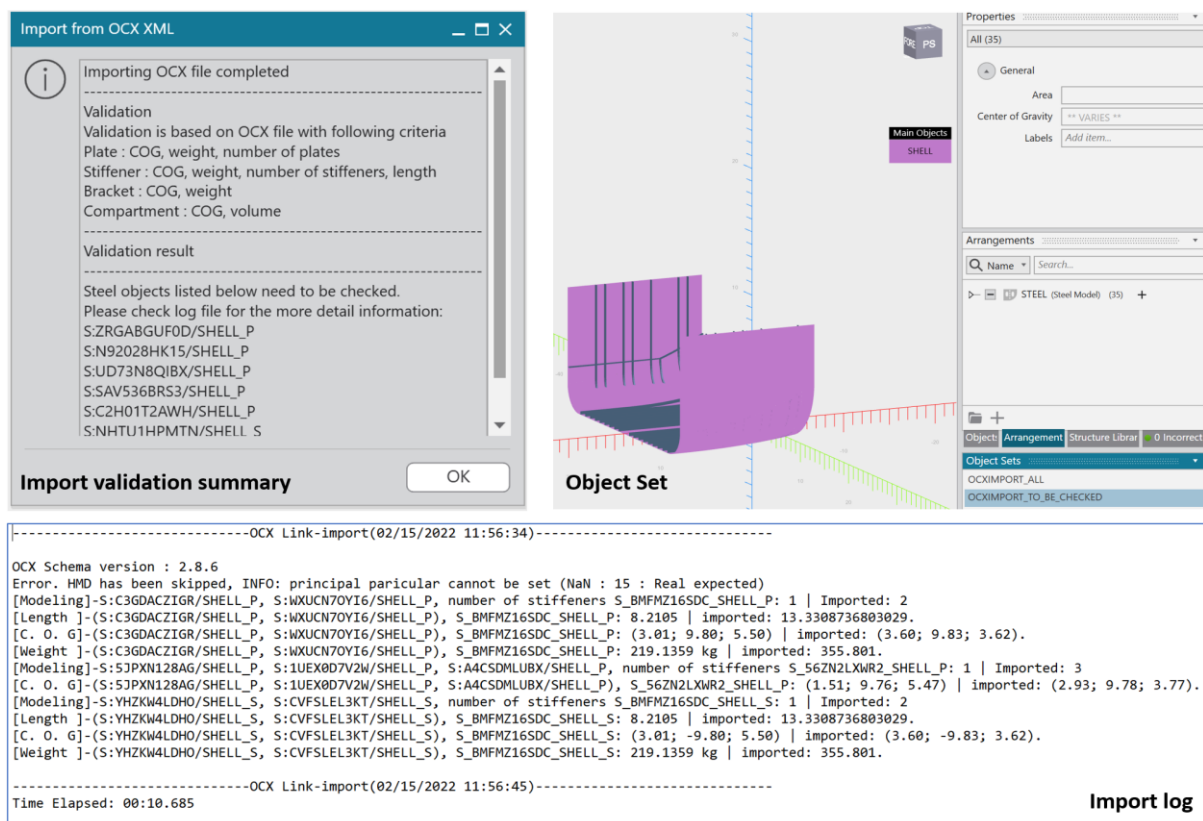 Import from OCX XML
Importing OCX file completed
Validation
Validation is based on OCX file with following criteria
Plate : COG, weight, number of plates
Stiffener : COG, weight, number of stiffeners, length
Bracket : COG, weight
Compartment : COG, volume
Validation result
Steel objects listed below need to be checked.
Please check log file for the more detail information:
S:ZRGABGUF0D/SHELL_P
S:N92028HK15/SHELL_P
S:UD73N8QIBX/SHELL_P
S:SAV536BRS3/SHELL_P
S:C2H01T2AWH/SHELL_P
S:NHTU1HPMTN/SHELL_S
OK
Import validation summary
PS
Main Objects
SHELL
Object Set
Properties
All (35)
General
Area
Center of Gravity ** VARIES **
Labels Add item...
Arrangements
Name Search...
STEEL (Steel Model) (35) +
Objects Arrangement Structure Librar 0 Incorrect
Object Sets
OCXIMPORT_ALL
OCXIMPORT_TO_BE_CHECKED
-----------------------------OCX Link-import(02/15/2022 11:56:34)-----------------------------
OCX Schema version : 2.8.6
Error. HMD has been skipped, INFO: principal paricular cannot be set (NaN : 15 : Real expected)
[Modeling]-S:C3GDACZIGR/SHELL_P, S:WXUCN7OYI6/SHELL_P, number of stiffeners S_BMFMZ16SDC_SHELL_P: 1 | Imported: 2
[Length ]-(S:C3GDACZIGR/SHELL_P, S:WXUCN7OYI6/SHELL_P), S_BMFMZ16SDC_SHELL_P: 8.2105 | imported: 13.3308736803029.
[C. O. G]-(S:C3GDACZIGR/SHELL_P, S:WXUCN7OYI6/SHELL_P), S_BMFMZ16SDC_SHELL_P: (3.01; 9.80; 5.50) | imported: (3.60; 9.83; 3.62).
[Weight ]-(S:C3GDACZIGR/SHELL_P, S:WXUCN7OYI6/SHELL_P), S_BMFMZ16SDC_SHELL_P: 219.1359 kg | imported: 355.801.
[Modeling]-S:5JPXN128AG/SHELL_P, S:1UEX0D7V2W/SHELL_P, S:A4CSDMLUBX/SHELL_P, number of stiffeners S_56ZN2LXWR2_SHELL_P: 1 | Imported: 3
[C. O. G]-(S:5JPXN128AG/SHELL_P, S:1UEX0D7V2W/SHELL_P, S:A4CSDMLUBX/SHELL_P), S_56ZN2LXWR2_SHELL_P: (1.51; 9.76; 5.47) | imported: (2.93; 9.78; 3.77).
[Modeling]-S:YHZKW4LDHO/SHELL_S, S:CVFSLEL3KT/SHELL_S, number of stiffeners S_BMFMZ16SDC_SHELL_S: 1 | Imported: 2
[Length ]-(S:YHZKW4LDHO/SHELL_S, S:CVFSLEL3KT/SHELL_S), S_BMFMZ16SDC_SHELL_S: 8.2105 | imported: 13.3308736803029.
[C. O. G]-(S:YHZKW4LDHO/SHELL_S, S:CVFSLEL3KT/SHELL_S), S_BMFMZ16SDC_SHELL_S: (3.01; -9.80; 5.50) | imported: (3.60; -9.83; 3.62).
[Weight ]-(S:YHZKW4LDHO/SHELL_S, S:CVFSLEL3KT/SHELL_S), S_BMFMZ16SDC_SHELL_S: 219.1359 kg | imported: 355.801.
-----------------------------OCX Link-import(02/15/2022 11:56:45)-----------------------------
Time Elapsed: 00:10.685
Import log